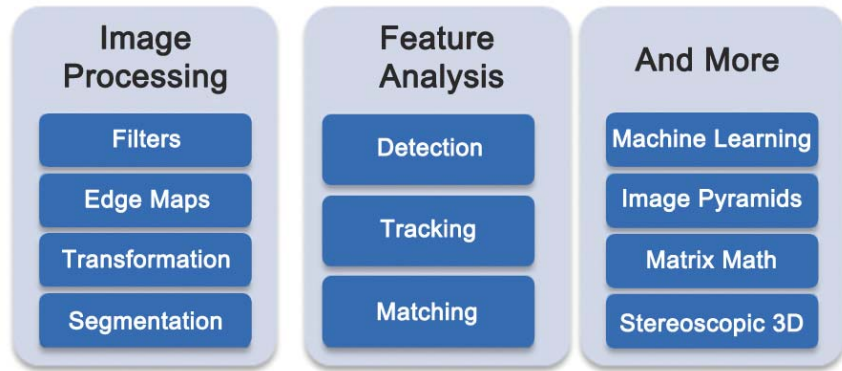 Image
Processing
Filters
Edge Maps
Transformation
Segmentation
Feature
Analysis
Detection
Tracking
Matching
And More
Machine Learning
Image Pyramids
Matrix Math
Stereoscopic 3D